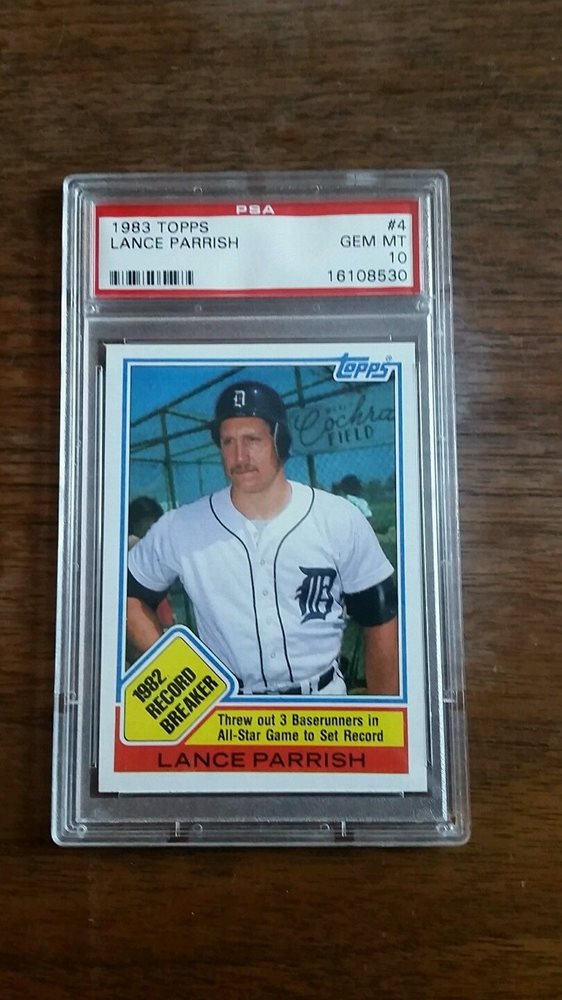 PSA
1983 TOPPS #4
LANCE PARRISH GEM MT
10
16108530
Topps®
D
Cochra
FIELD
D
1982
RECORD
BREAKER
Threw out 3 Baserunners in
All-Star Game to Set Record
LANCE PARRISH